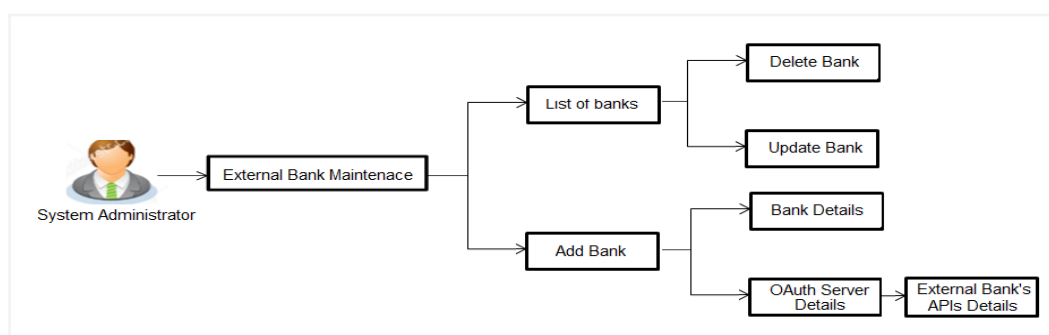 Delete Bank
List of banks
External Bank Maintenace
Update Bank
System Administrator
Bank Details
Add Bank
OAuth Server
Details
External Bank's
APIs Details